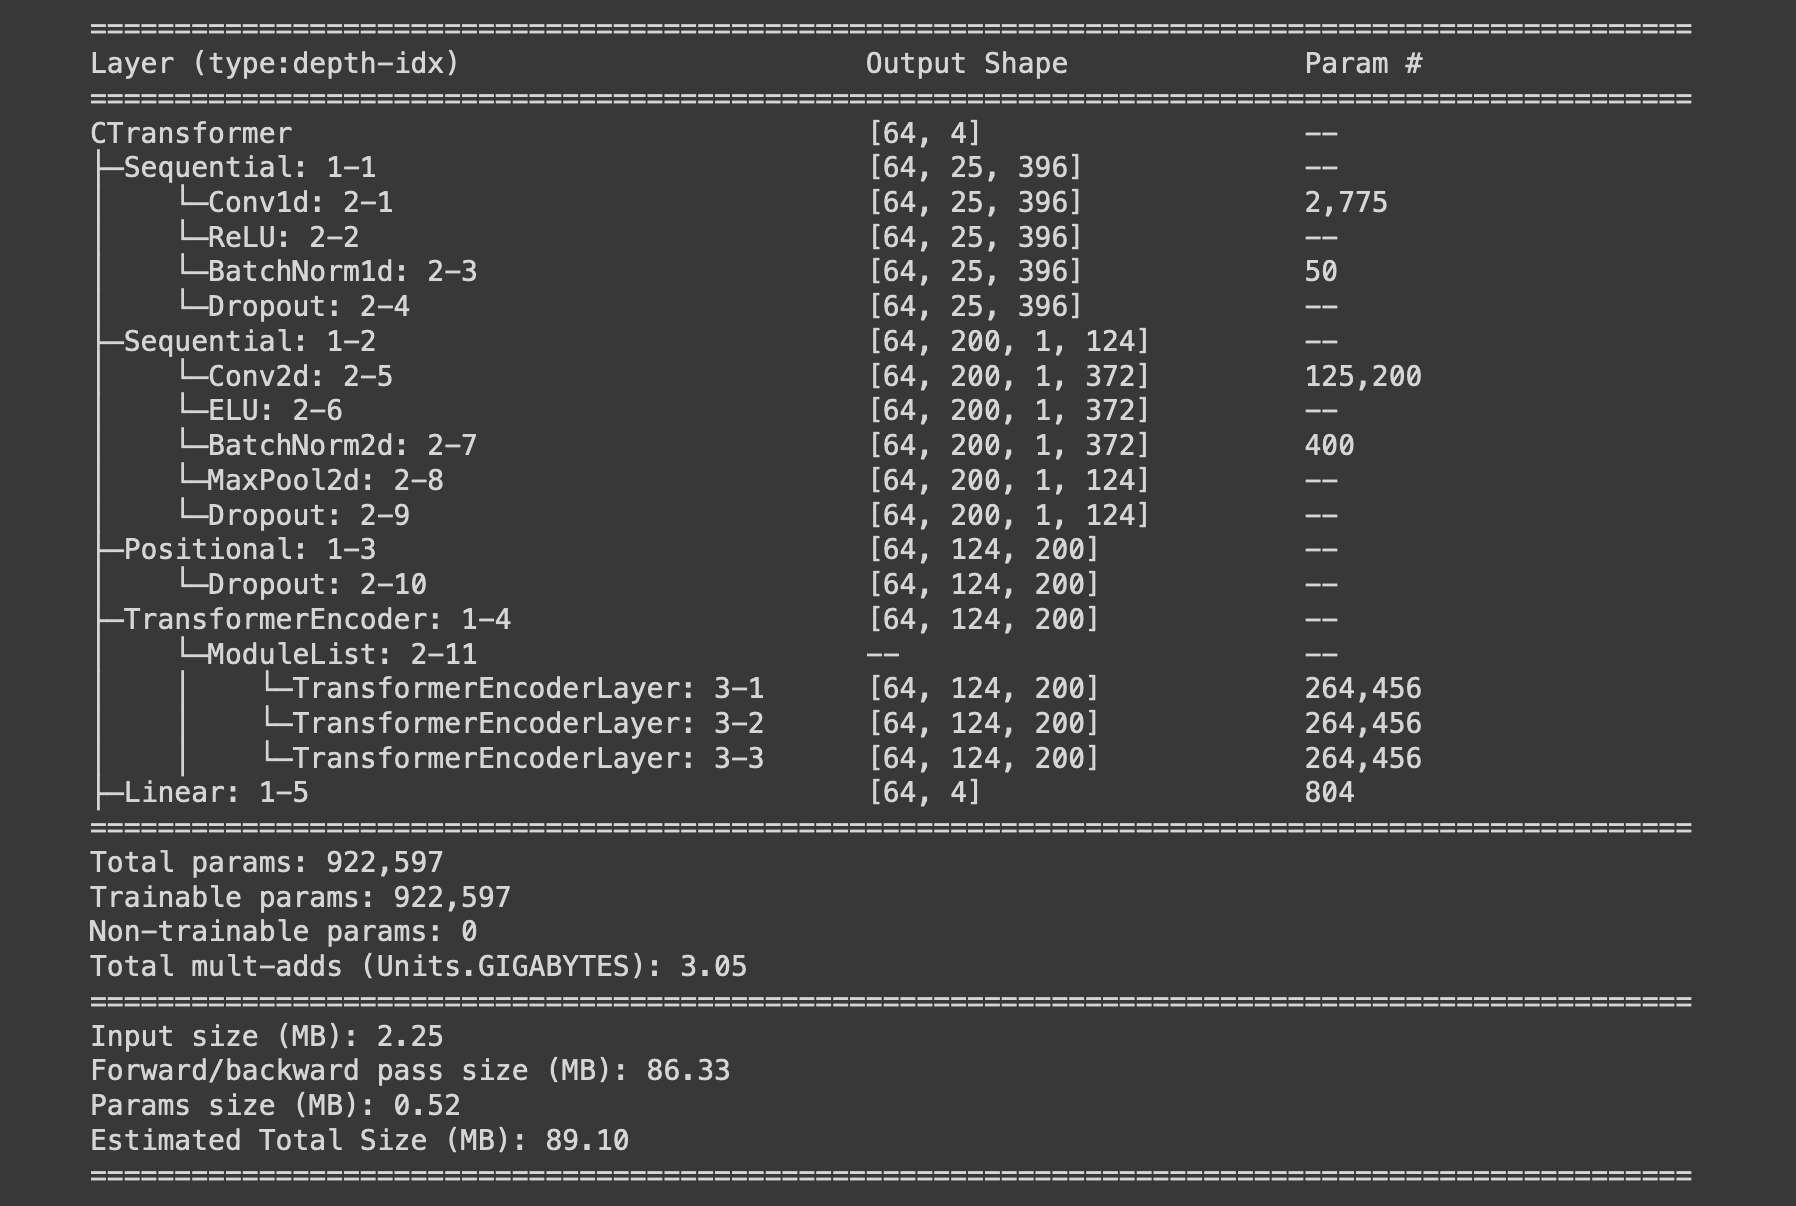 ===============================================================================================
Layer (type:depth-idx)                        Output Shape              Param #
===============================================================================================
CTransformer                                  [64, 4]                   --
├─Sequential: 1-1                             [64, 25, 396]             --
│    └─Conv1d: 2-1                            [64, 25, 396]             2,775
│    └─ReLU: 2-2                              [64, 25, 396]             --
│    └─BatchNorm1d: 2-3                       [64, 25, 396]             50
│    └─Dropout: 2-4                           [64, 25, 396]             --
├─Sequential: 1-2                             [64, 200, 1, 124]         --
│    └─Conv2d: 2-5                            [64, 200, 1, 372]         125,200
│    └─ELU: 2-6                               [64, 200, 1, 372]         --
│    └─BatchNorm2d: 2-7                       [64, 200, 1, 372]         400
│    └─MaxPool2d: 2-8                         [64, 200, 1, 124]         --
│    └─Dropout: 2-9                           [64, 200, 1, 124]         --
├─Positional: 1-3                             [64, 124, 200]            --
│    └─Dropout: 2-10                          [64, 124, 200]            --
├─TransformerEncoder: 1-4                     [64, 124, 200]            --
│    └─ModuleList: 2-11                       --                        --
│    │    └─TransformerEncoderLayer: 3-1      [64, 124, 200]            264,456
│    │    └─TransformerEncoderLayer: 3-2      [64, 124, 200]            264,456
│    │    └─TransformerEncoderLayer: 3-3      [64, 124, 200]            264,456
├─Linear: 1-5                                 [64, 4]                   804
===============================================================================================
Total params: 922,597
Trainable params: 922,597
Non-trainable params: 0
Total mult-adds (Units.GIGABYTES): 3.05
===============================================================================================
Input size (MB): 2.25
Forward/backward pass size (MB): 86.33
Params size (MB): 0.52
Estimated Total Size (MB): 89.10
===============================================================================================